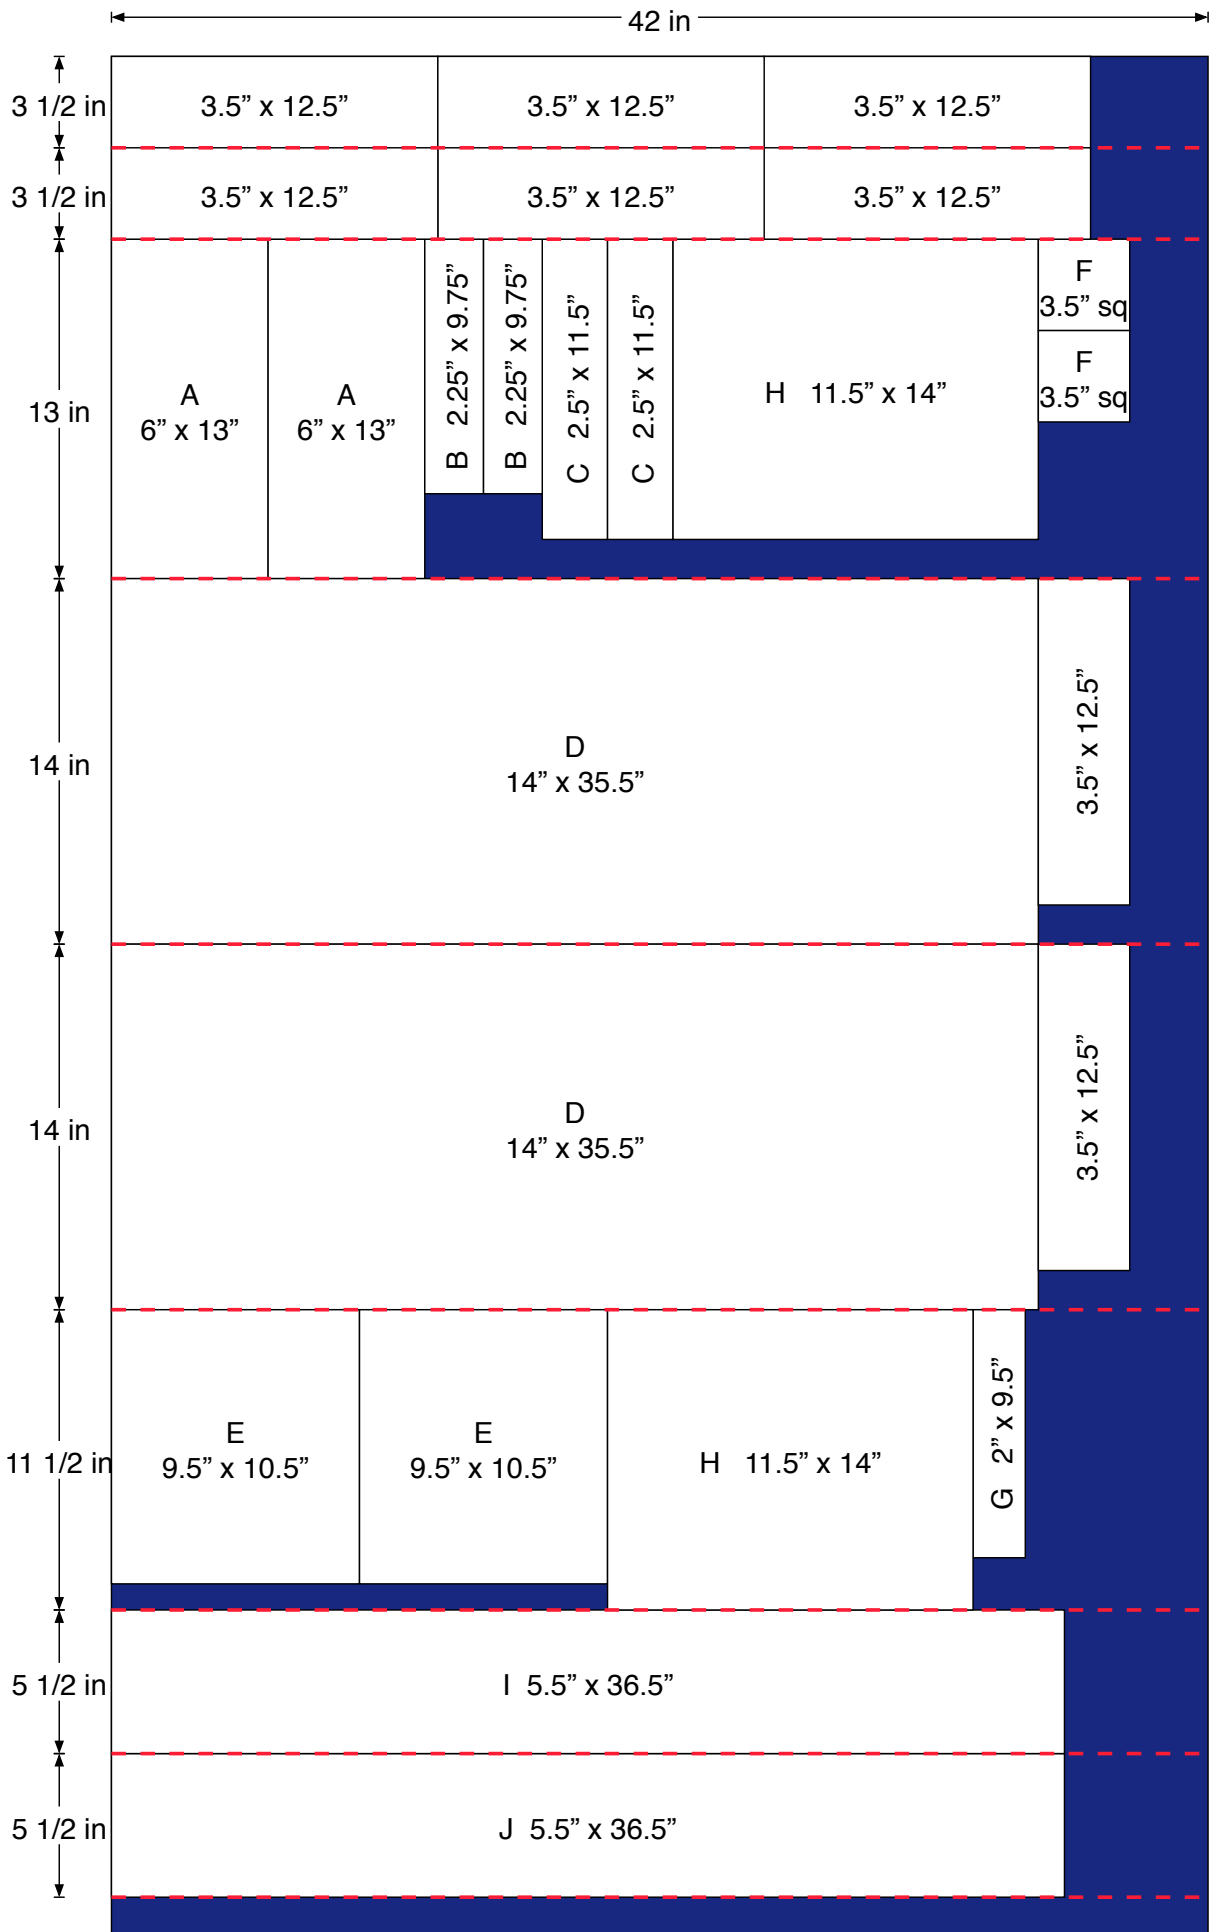 42 in
3 1/2 in
3.5” x 12.5”
3.5” x 12.5”
3.5” x 12.5”
3 1/2 in
3.5” x 12.5”
3.5” x 12.5”
3.5” x 12.5”
13 in
A
6” x 13”
A
6” x 13”
B 2.25” x 9.75”
B 2.25” x 9.75”
C 2.5” x 11.5”
C 2.5” x 11.5”
H 11.5” x 14”
F
3.5” sq
F
3.5” sq
14 in
D
14” x 35.5”
3.5” x 12.5”
14 in
D
14” x 35.5”
3.5” x 12.5”
11 1/2 in
E
9.5” x 10.5”
E
9.5” x 10.5”
H 11.5” x 14”
G 2” x 9.5”
5 1/2 in
I 5.5” x 36.5”
5 1/2 in
J 5.5” x 36.5”